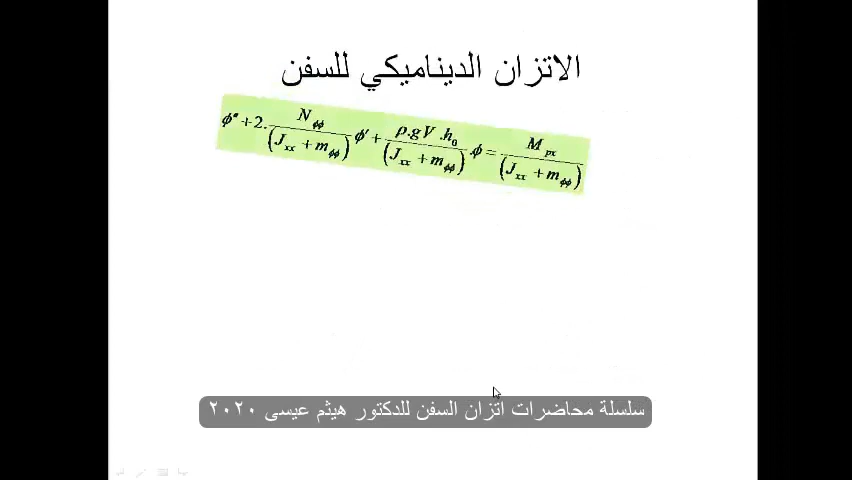 الاتزان الديناميكي للسفن
ϕ'' + 2. N_ϕϕ / (J_xx + m_ϕϕ) ϕ' + ρ.gV.h_0 / (J_xx + m_ϕϕ) .ϕ = M_px / (J_xx + m_ϕϕ)
سلسلة محاضرات اتزان السفن للدكتور هيثم عيسى ٢٠٢٠